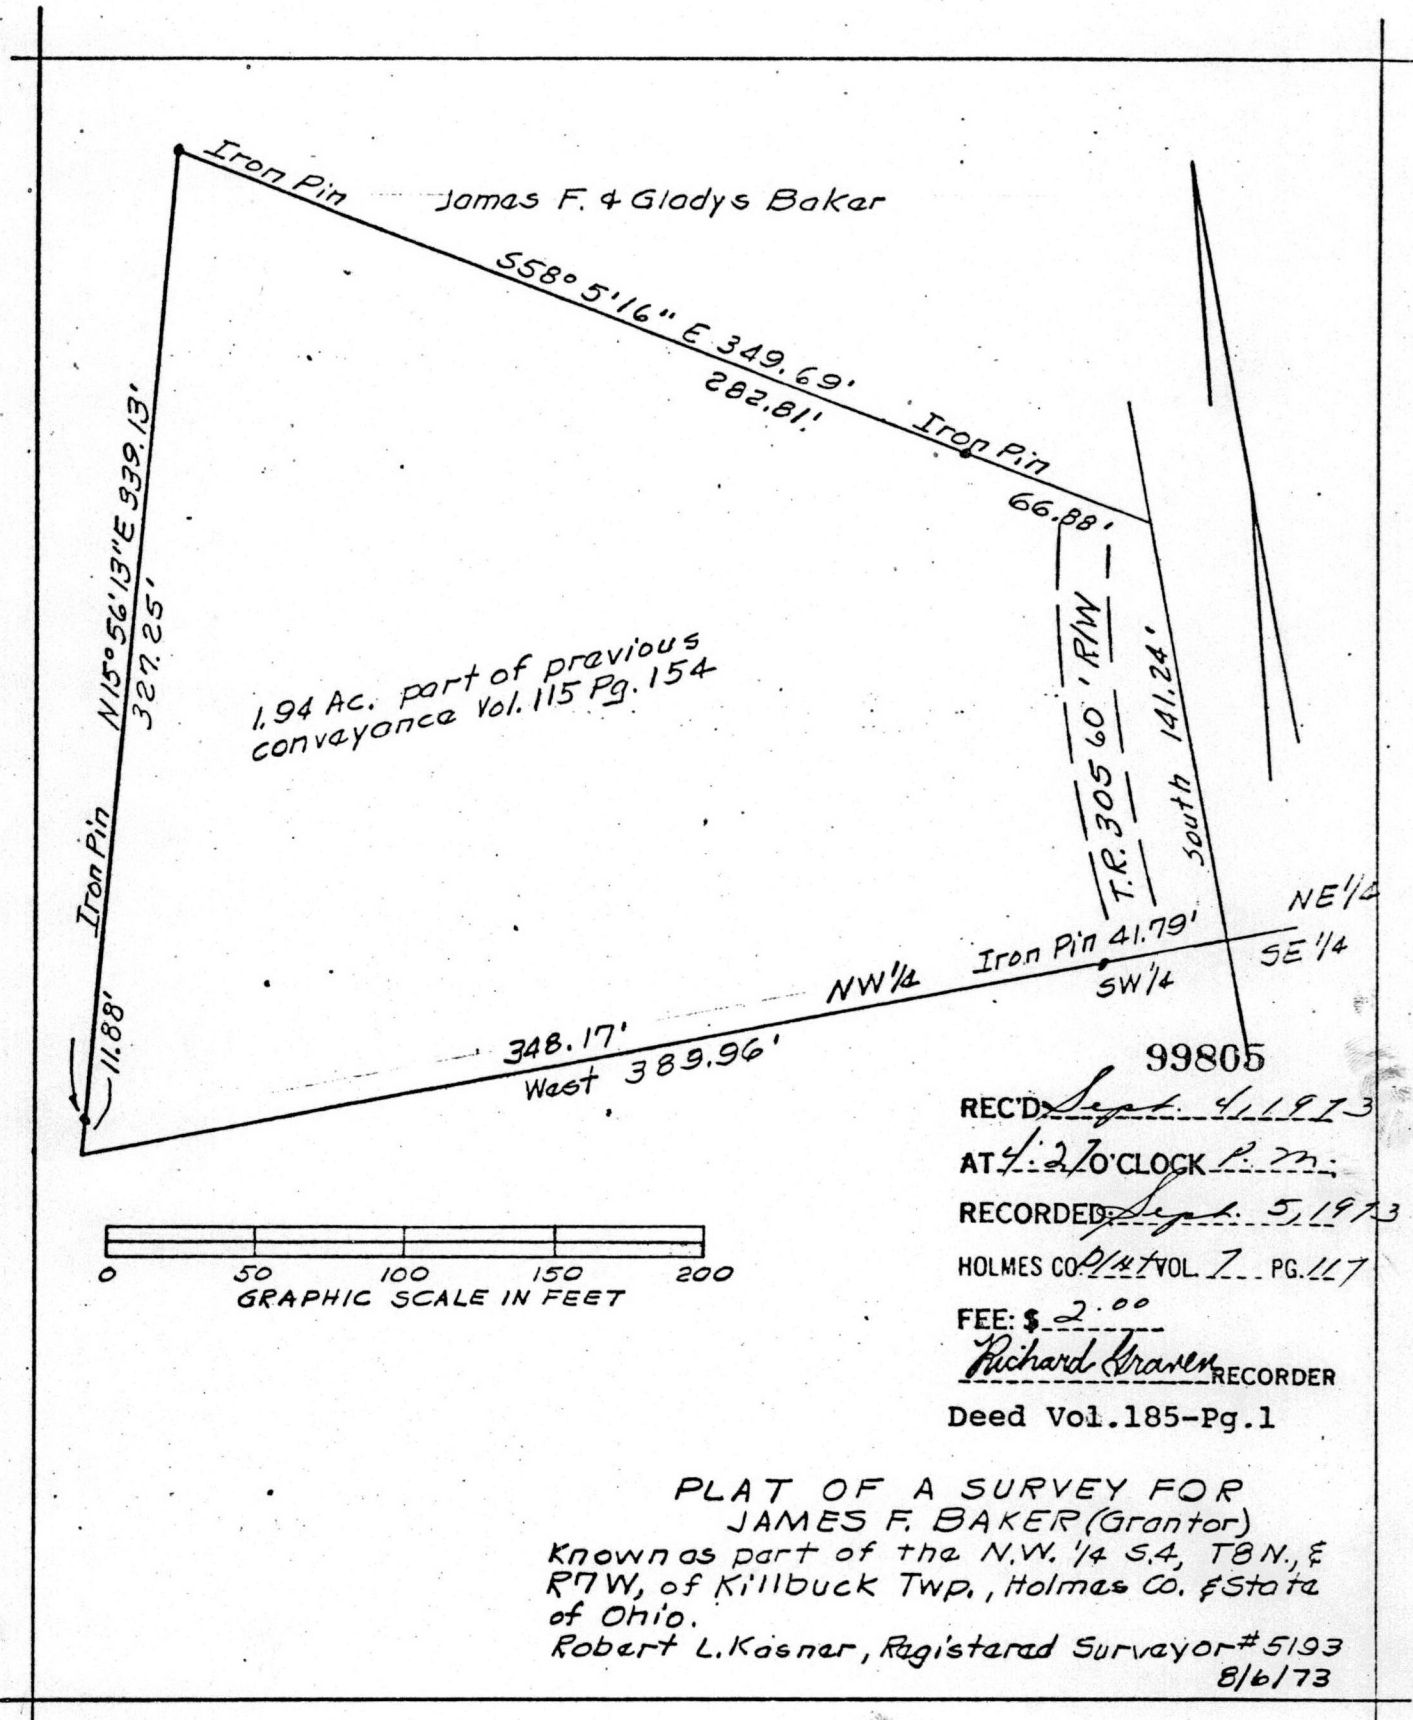 Iron Pin
James F. & Gladys Baker
S58° 5'16" E 349.69'
282.81'
Iron Pin
66.88'
N15°56'13"E 339.13'
327.25'
1.94 Ac. part of previous
conveyance Vol. 115 Pg. 154
T.R. 305 60' R/W
South 141.24'
Iron Pin
NE 1/4
Iron Pin 41.79'
SE 1/4
NW 1/4
SW 1/4
11.88'
348.17'
West 389.96'
99805
REC'D Sept. 4, 1973
AT 4:27 O'CLOCK P. M.
RECORDED Sept. 5, 1973
HOLMES CO. Plat VOL. 7 PG. 117
FEE: $ 2.00
Richard Graven RECORDER
Deed Vol.185-Pg.1
0 50 100 150 200
GRAPHIC SCALE IN FEET
PLAT OF A SURVEY FOR
JAMES F. BAKER (Grantor)
Known as part of the N.W. 1/4 S.4, T8N., &
R7W, of Killbuck Twp., Holmes Co. & State
of Ohio.
Robert L. Kasner, Registered Surveyor #5193
8/6/73